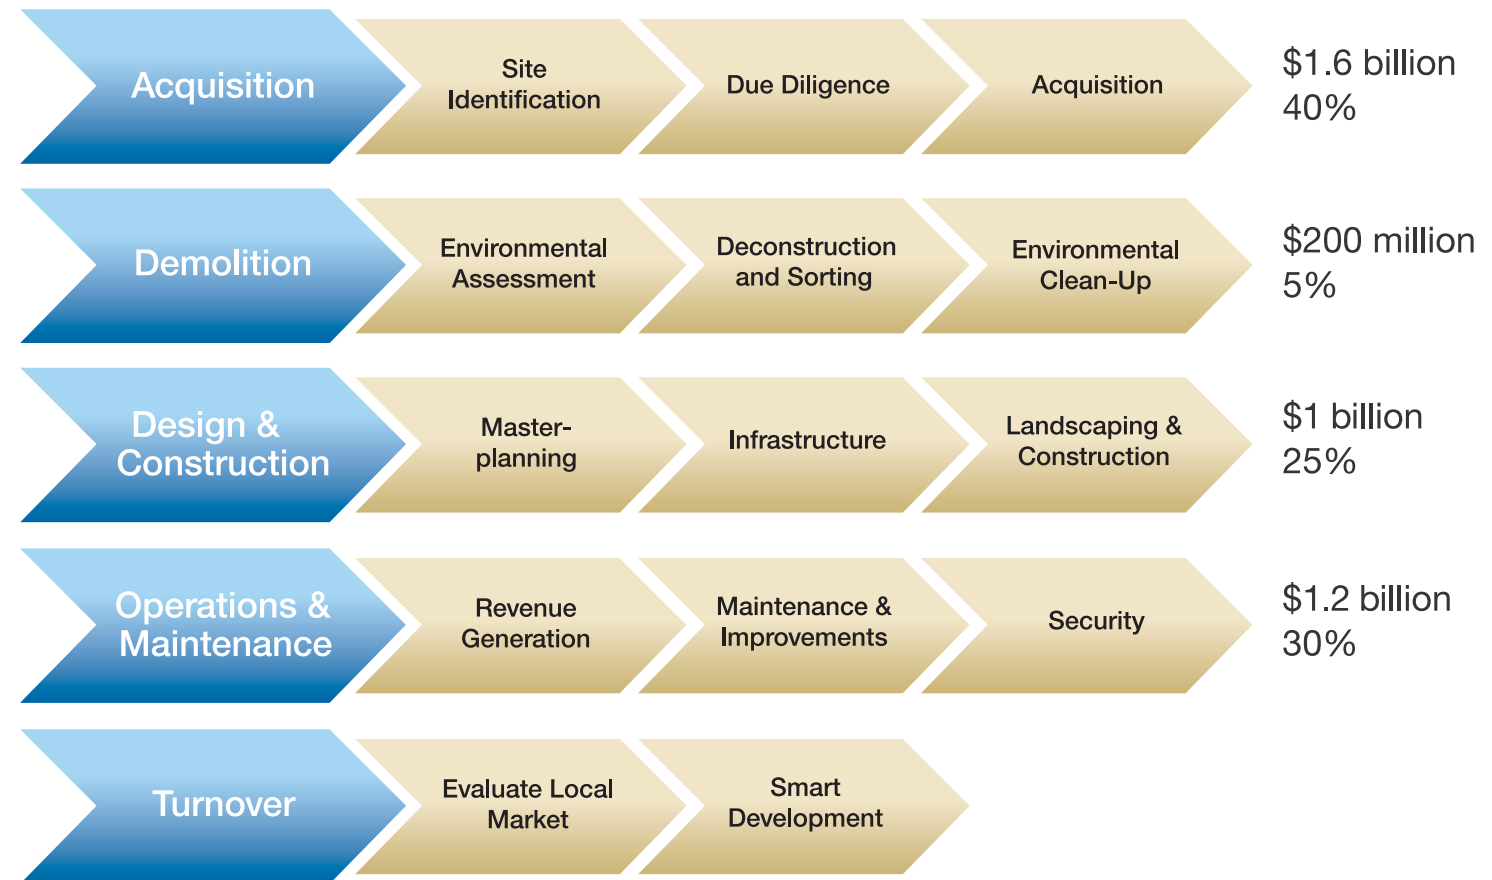 Acquisition
Site
Identification
Due Diligence
Acquisition
$1.6 billion
40%
Demolition
Environmental
Assessment
Deconstruction
and Sorting
Environmental
Clean-Up
$200 million
5%
Design &
Construction
Master-
planning
Infrastructure
Landscaping &
Construction
$1 billion
25%
Operations &
Maintenance
Revenue
Generation
Maintenance &
Improvements
Security
$1.2 billion
30%
Turnover
Evaluate Local
Market
Smart
Development